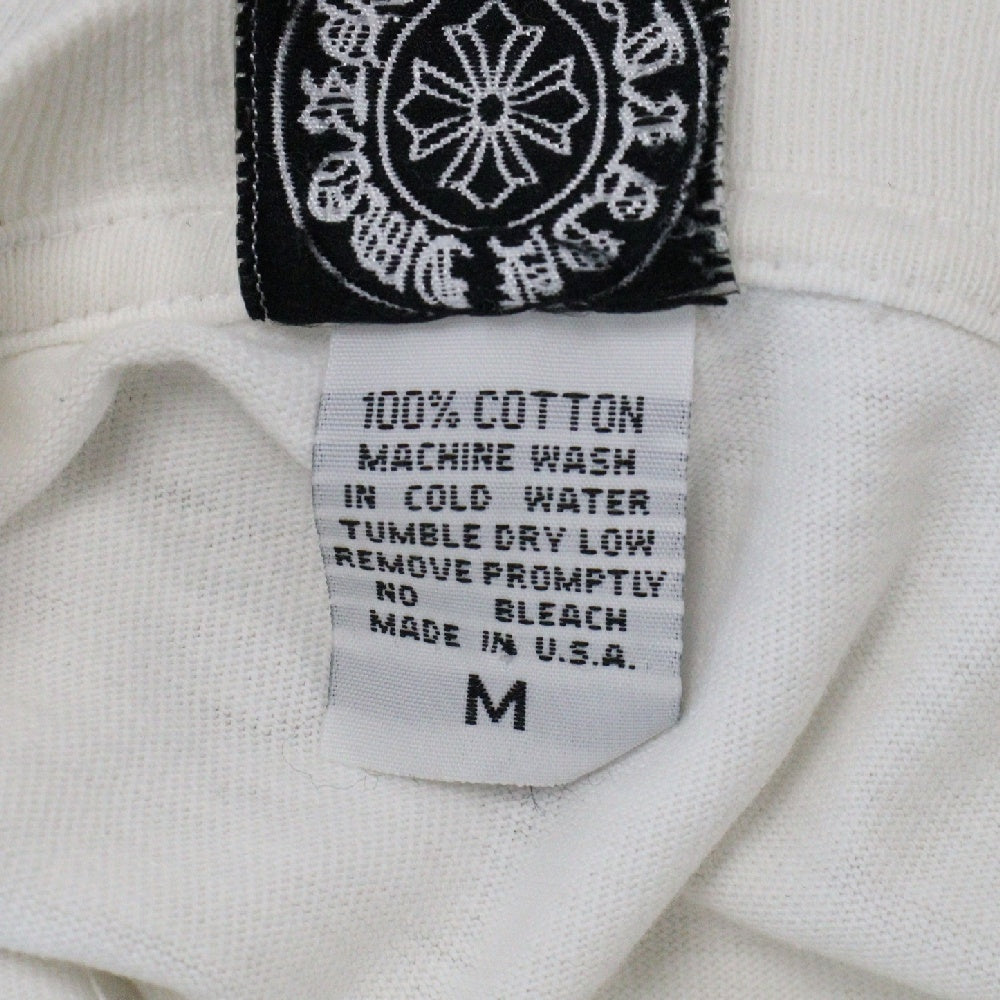 100% COTTON
MACHINE WASH
IN COLD WATER
TUMBLE DRY LOW
REMOVE PROMPTLY
NO BLEACH
MADE IN U.S.A.
M